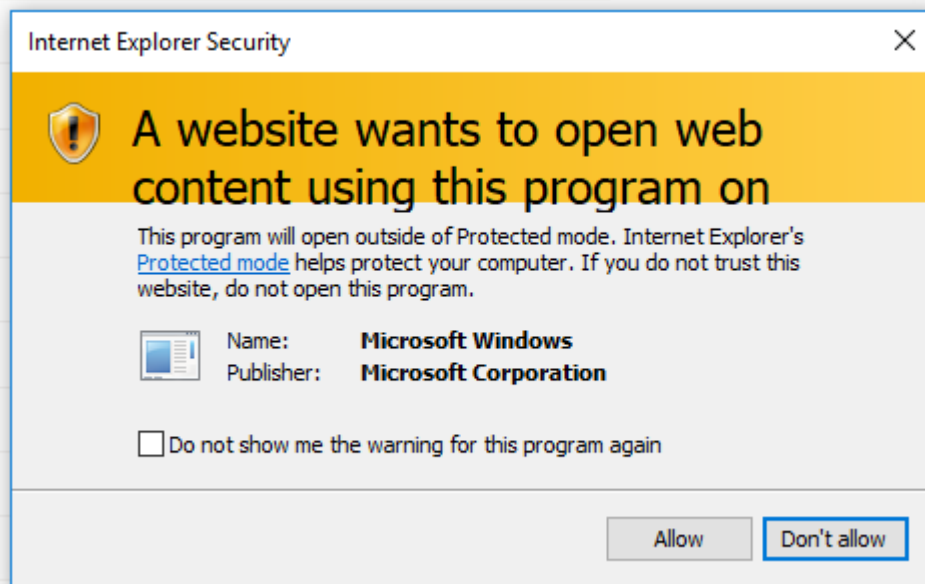 Internet Explorer Security
A website wants to open web
content using this program on
This program will open outside of Protected mode. Internet Explorer's
Protected mode helps protect your computer. If you do not trust this
website, do not open this program.
Name: Microsoft Windows
Publisher: Microsoft Corporation
Do not show me the warning for this program again
Allow Don't allow